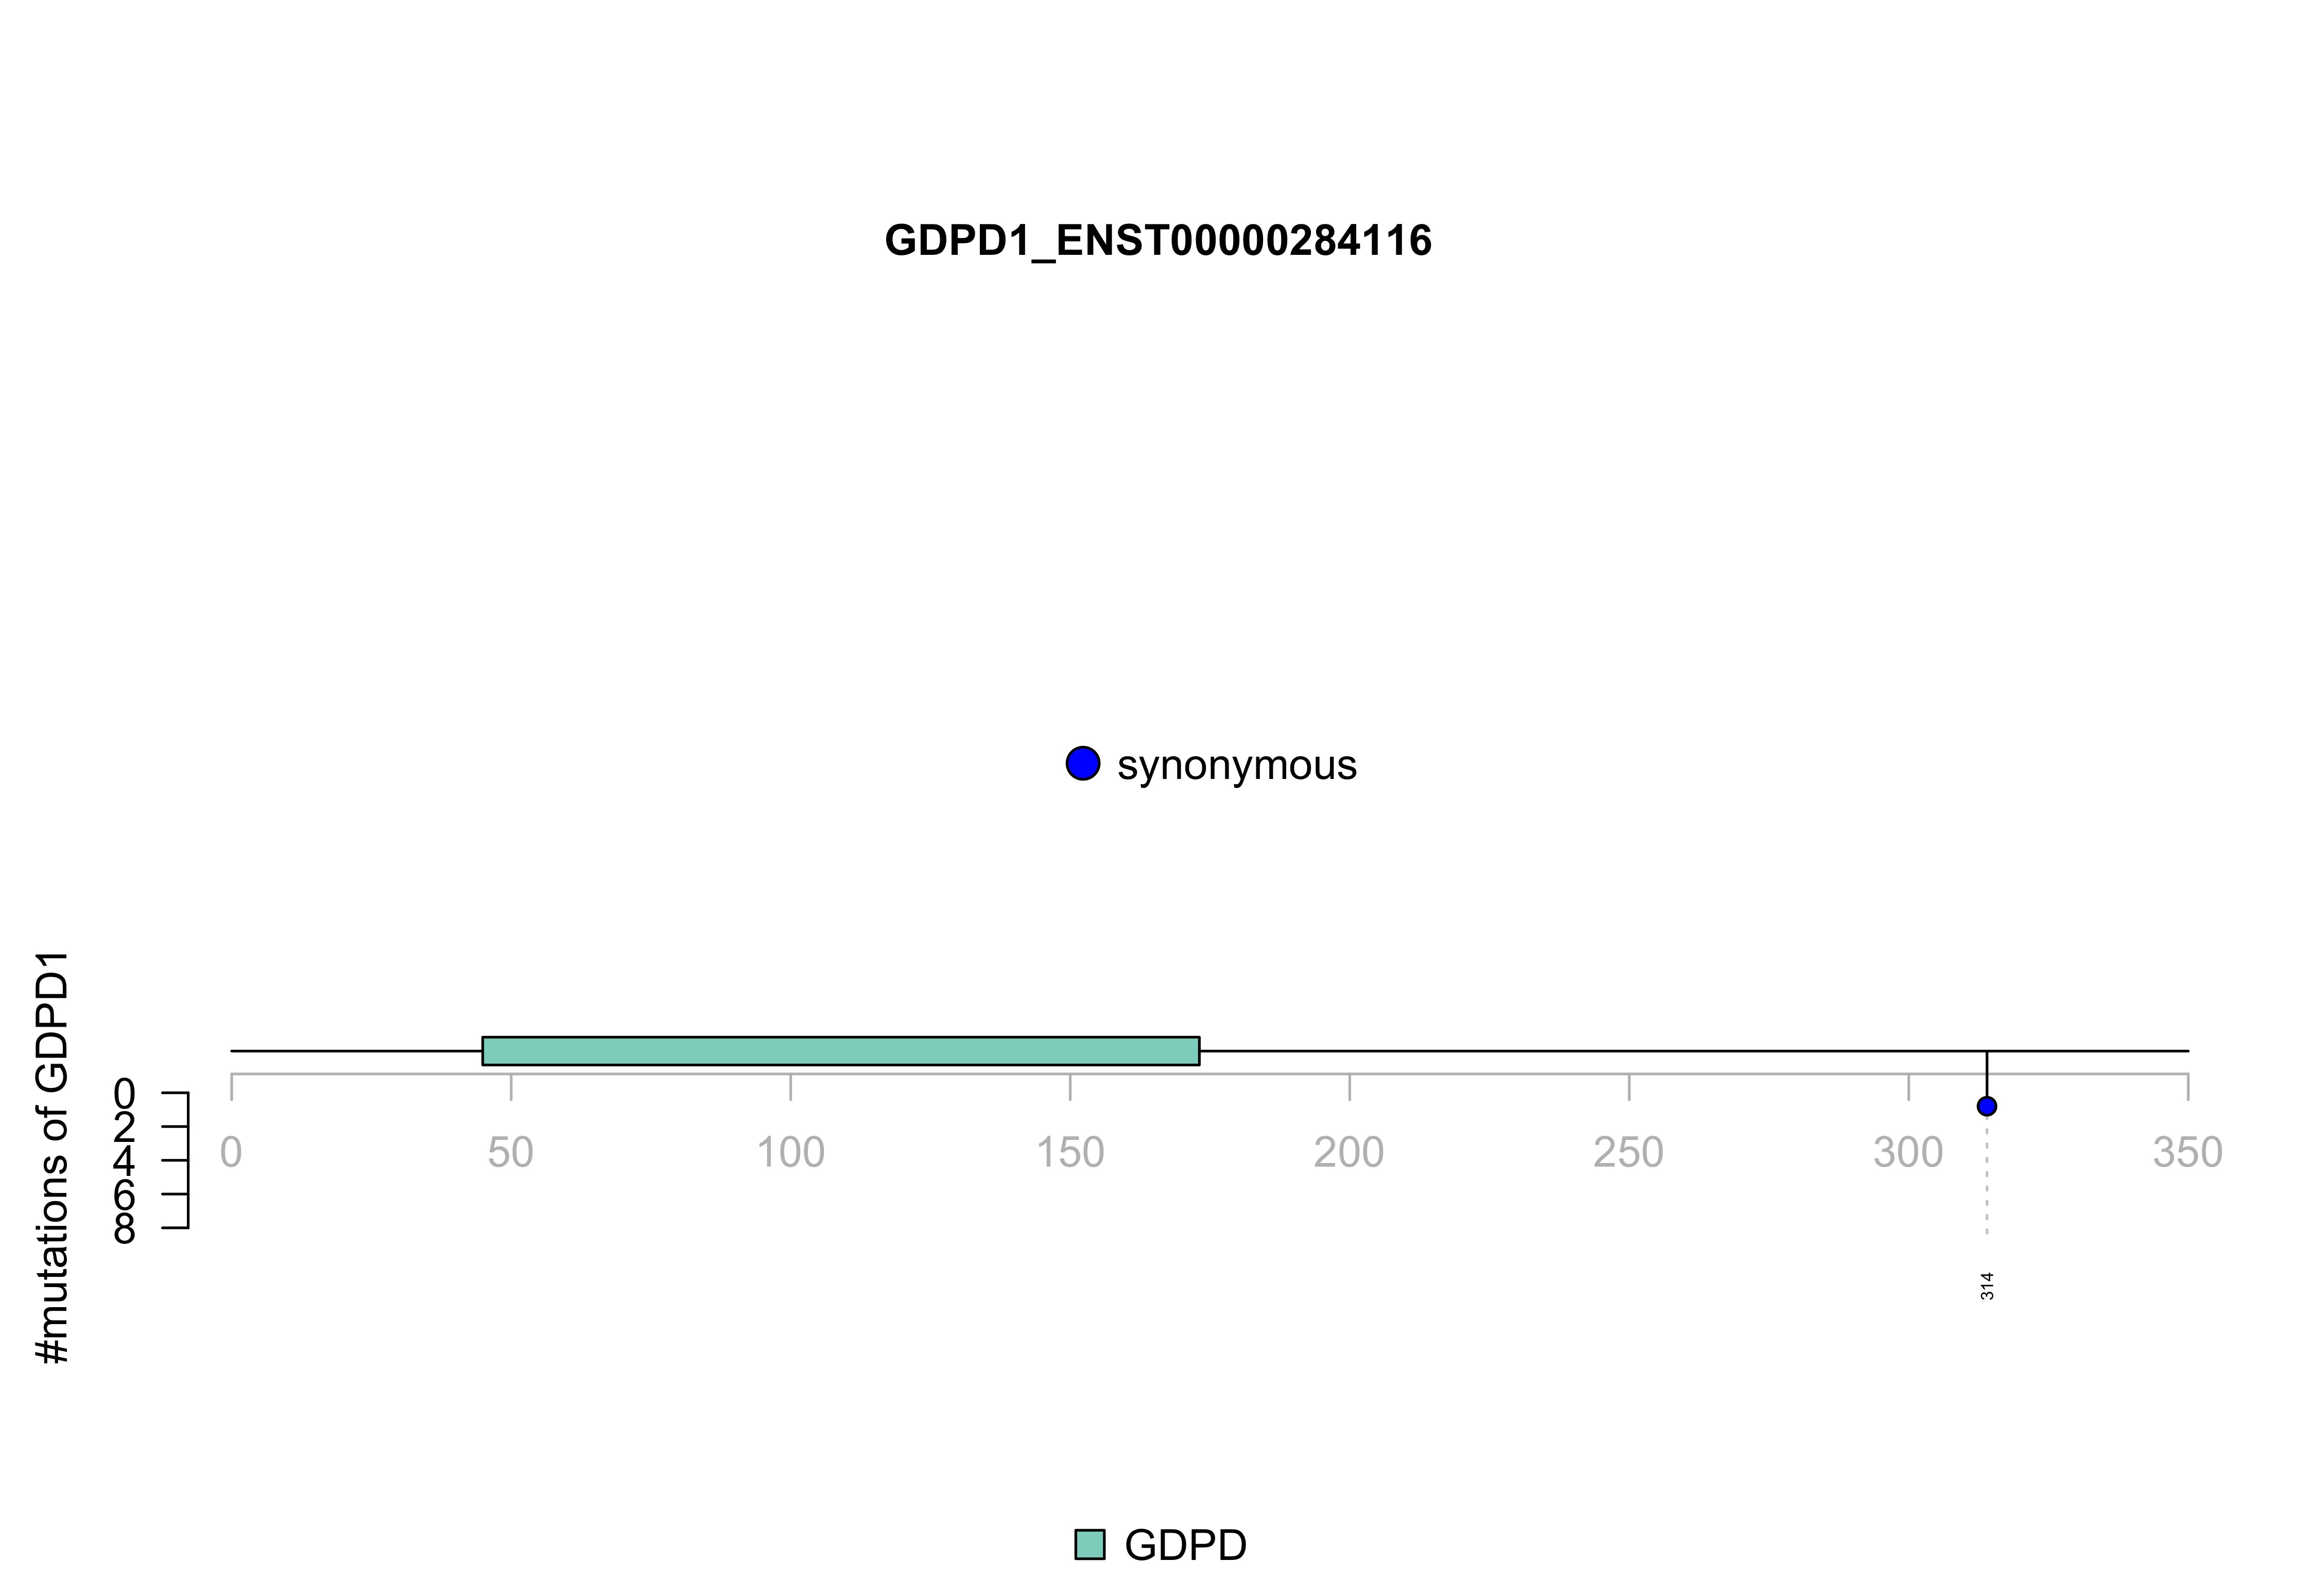 GDPD1_ENST00000284116
synonymous
#mutations of GDPD1
0
2
4
6
8
0 50 100 150 200 250 300 350
314
GDPD